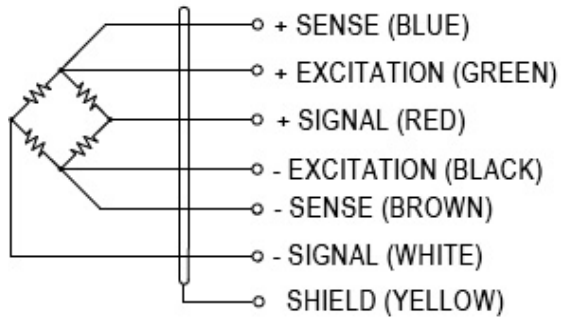 + SENSE (BLUE)
+ EXCITATION (GREEN)
+ SIGNAL (RED)
- EXCITATION (BLACK)
- SENSE (BROWN)
- SIGNAL (WHITE)
SHIELD (YELLOW)